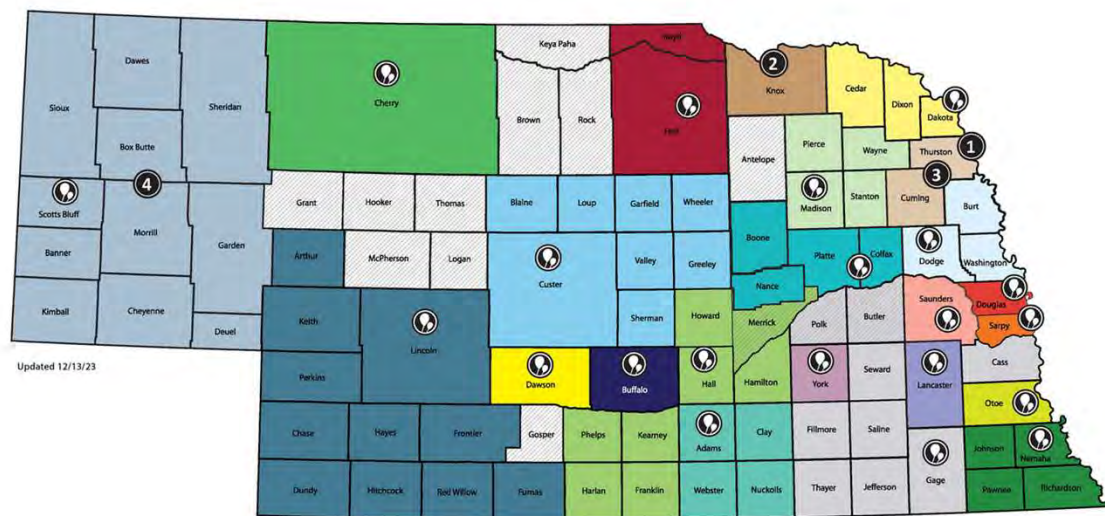 Keya Paha
Boyd
Dawes
2
Cherry
Knox
Sioux
Sheridan
Cedar
Dixon
Dakota
Holt
Brown
Rock
Box Butte
Pierce
Wayne
Thurston
1
Antelope
4
3
Scotts Bluff
Grant
Hooker
Thomas
Blaine
Loup
Garfield
Wheeler
Madison
Stanton
Cuming
Burt
Morrill
Garden
Banner
Arthur
McPherson
Logan
Custer
Valley
Greeley
Boone
Platte
Colfax
Dodge
Washington
Nance
Kimball
Cheyenne
Deuel
Keith
Lincoln
Sherman
Howard
Merrick
Polk
Butler
Saunders
Douglas
Sarpy
Updated 12/13/23
Perkins
Dawson
Buffalo
Hall
Hamilton
York
Seward
Lancaster
Cass
Otoe
Chase
Hayes
Frontier
Gosper
Phelps
Kearney
Adams
Clay
Fillmore
Saline
Johnson
Nemaha
Gage
Dundy
Hitchcock
Red Willow
Furnas
Harlan
Franklin
Webster
Nuckolls
Thayer
Jefferson
Pawnee
Richardson